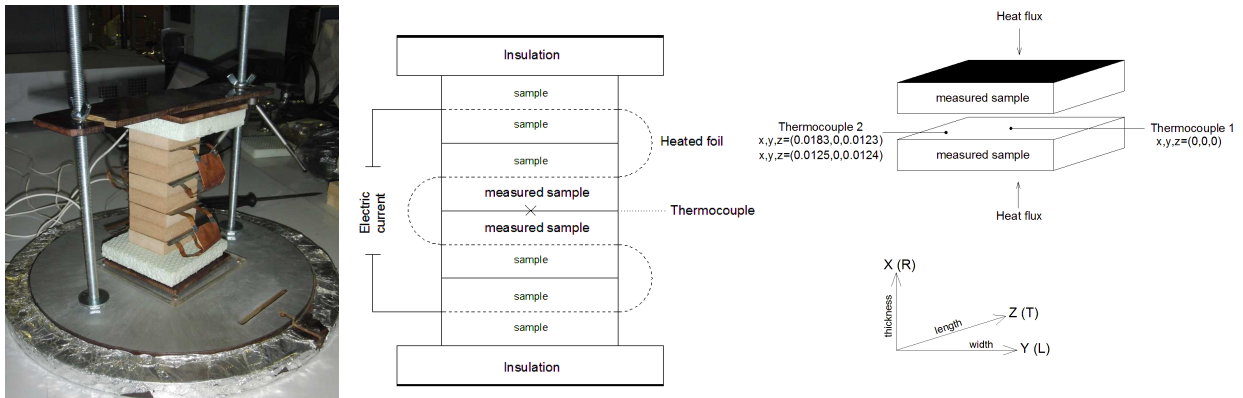 Insulation
sample
sample
sample
measured sample
measured sample
sample
sample
sample
Insulation
Electric
current
Heated foil
Thermocouple
Heat flux
measured sample
Thermocouple 2
x,y,z=(0.0183,0,0.0123)
x,y,z=(0.0125,0,0.0124)
Thermocouple 1
x,y,z=(0,0,0)
measured sample
Heat flux
X (R)
thickness
length
Z (T)
width
Y (L)